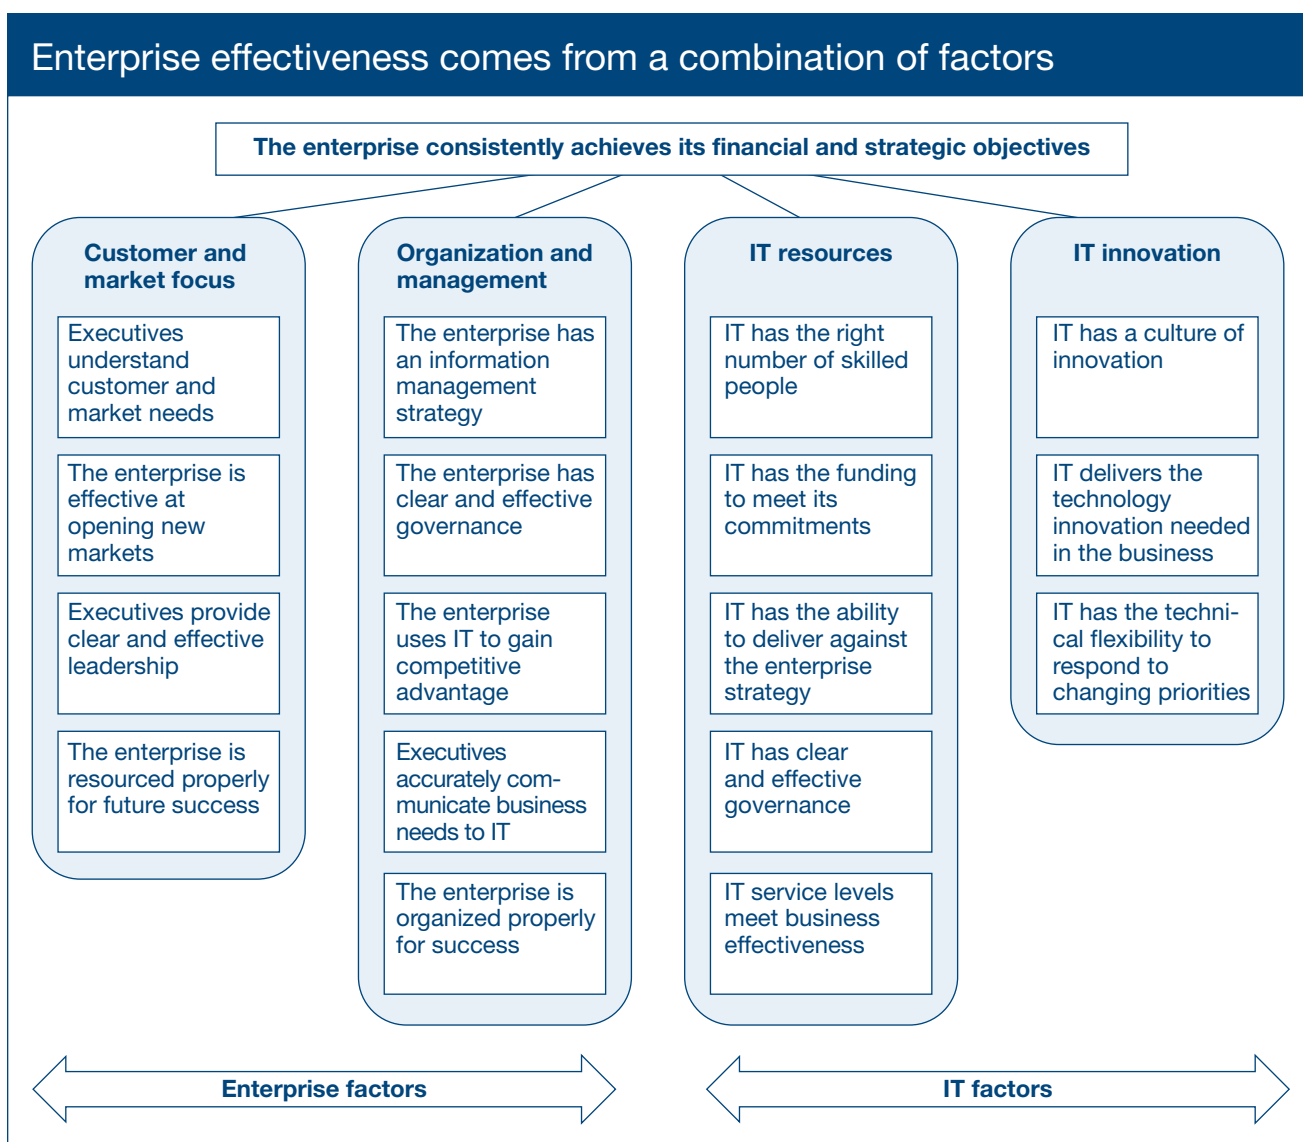 Enterprise effectiveness comes from a combination of factors
The enterprise consistently achieves its financial and strategic objectives
Customer and
market focus
Executives
understand
customer and
market needs
The enterprise is
effective at
opening new
markets
Executives provide
clear and effective
leadership
The enterprise is
resourced properly
for future success
Organization and
management
The enterprise has
an information
management
strategy
The enterprise has
clear and effective
governance
The enterprise
uses IT to gain
competitive
advantage
Executives
accurately com-
municate business
needs to IT
The enterprise is
organized properly
for success
IT resources
IT has the right
number of skilled
people
IT has the funding
to meet its
commitments
IT has the ability
to deliver against
the enterprise
strategy
IT has clear
and effective
governance
IT service levels
meet business
effectiveness
IT innovation
IT has a culture of
innovation
IT delivers the
technology
innovation needed
in the business
IT has the techni-
cal flexibility to
respond to
changing priorities
Enterprise factors
IT factors